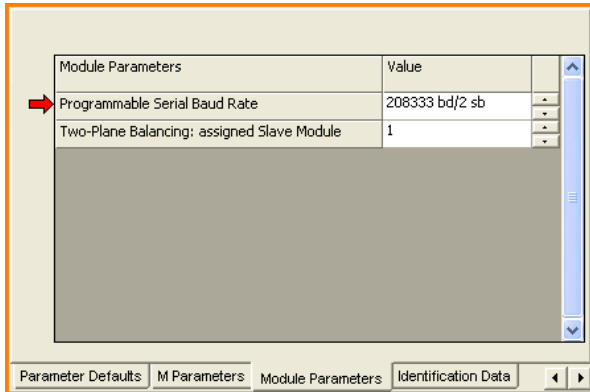 Module Parameters Value
Programmable Serial Baud Rate 208333 bd/2 sb
Two-Plane Balancing: assigned Slave Module 1
Parameter Defaults M Parameters Module Parameters Identification Data